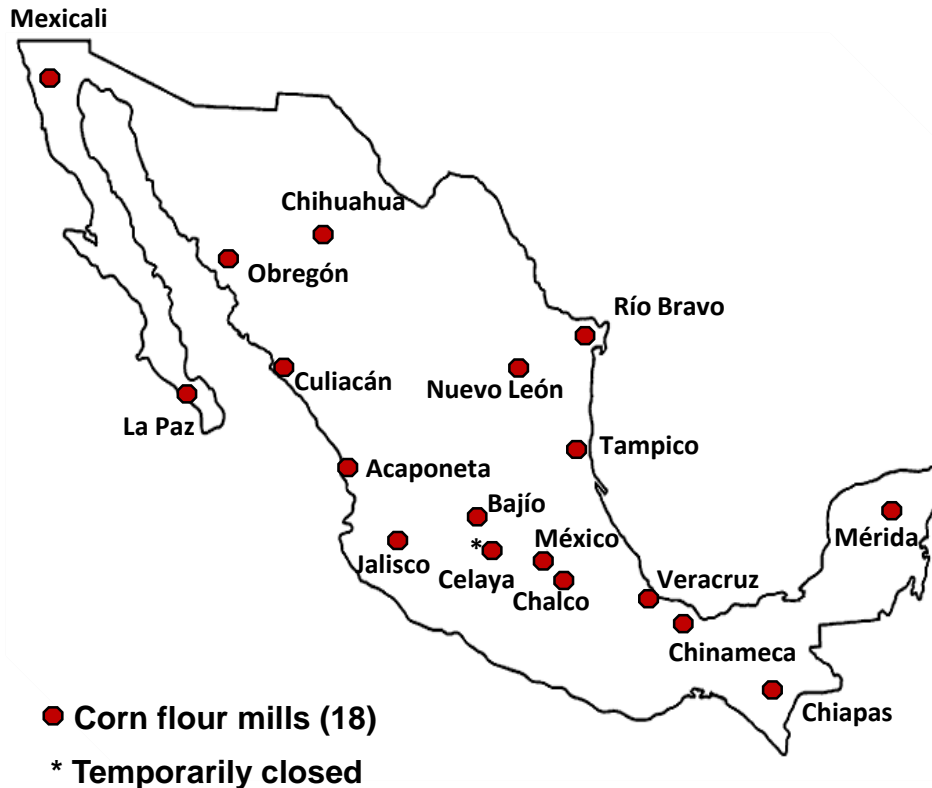 Mexicali
Chihuahua
Obregón
Río Bravo
Culiacán
Nuevo León
La Paz
Tampico
Acaponeta
Bajío
México
Mérida
*
Jalisco
Celaya
Veracruz
Chalco
Chinameca
Chiapas
Corn flour mills (18)
* Temporarily closed